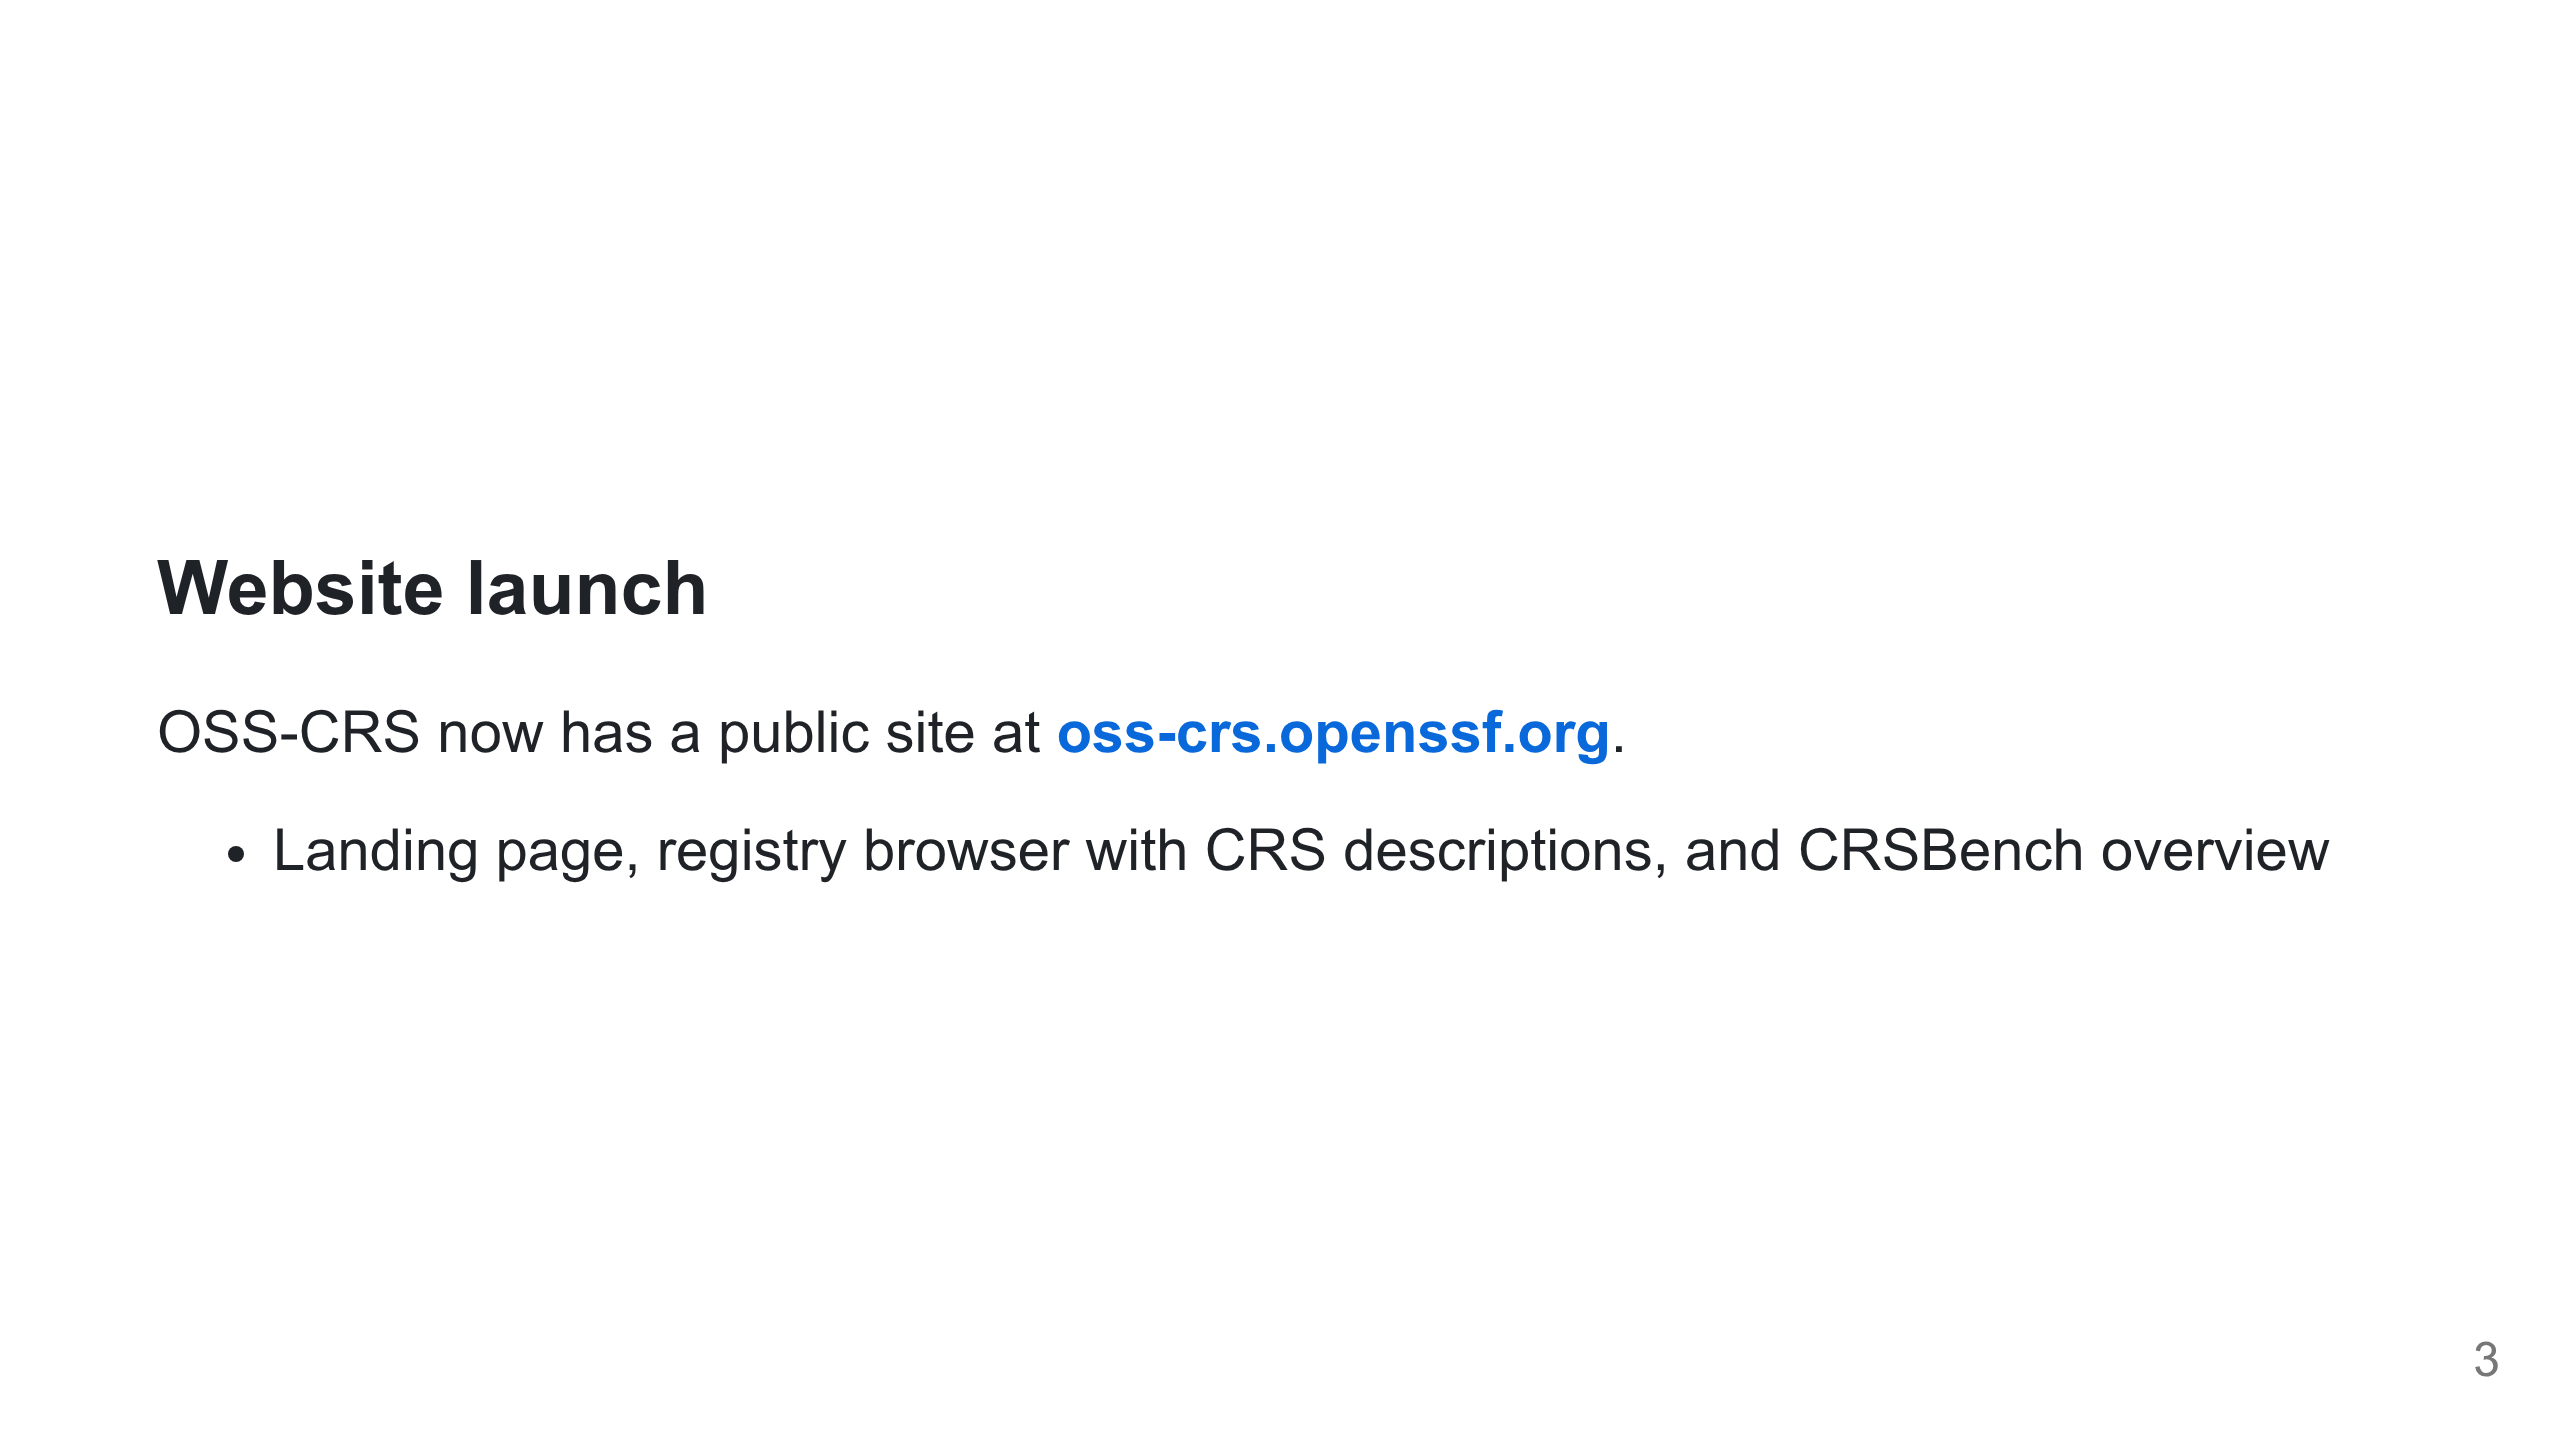 Website launch
OSS-CRS now has a public site at oss-crs.openssf.org.
• Landing page, registry browser with CRS descriptions, and CRSBench overview
3